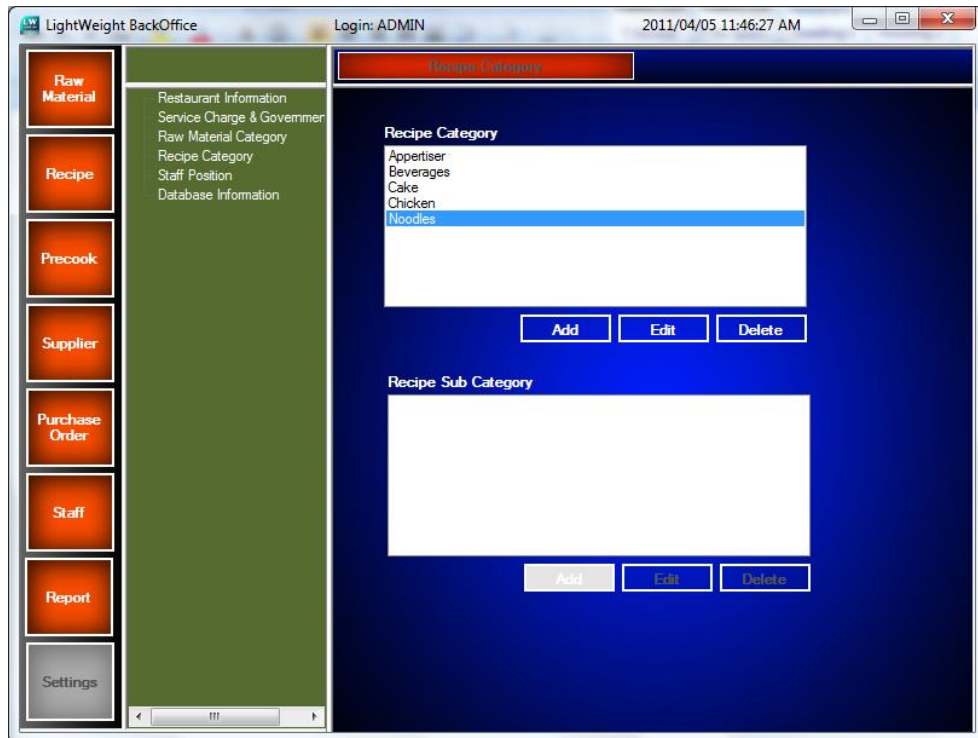 LightWeight BackOffice
Login: ADMIN
2011/04/05 11:46:27 AM
Raw
Material
Recipe
Precook
Supplier
Purchase
Order
Staff
Report
Settings
Restaurant Information
Service Charge & Governmer
Raw Material Category
Recipe Category
Staff Position
Database Information
Recipe Category
Recipe Category
Appertiser
Beverages
Cake
Chicken
Noodles
Add Edit Delete
Recipe Sub Category
Add Edit Delete